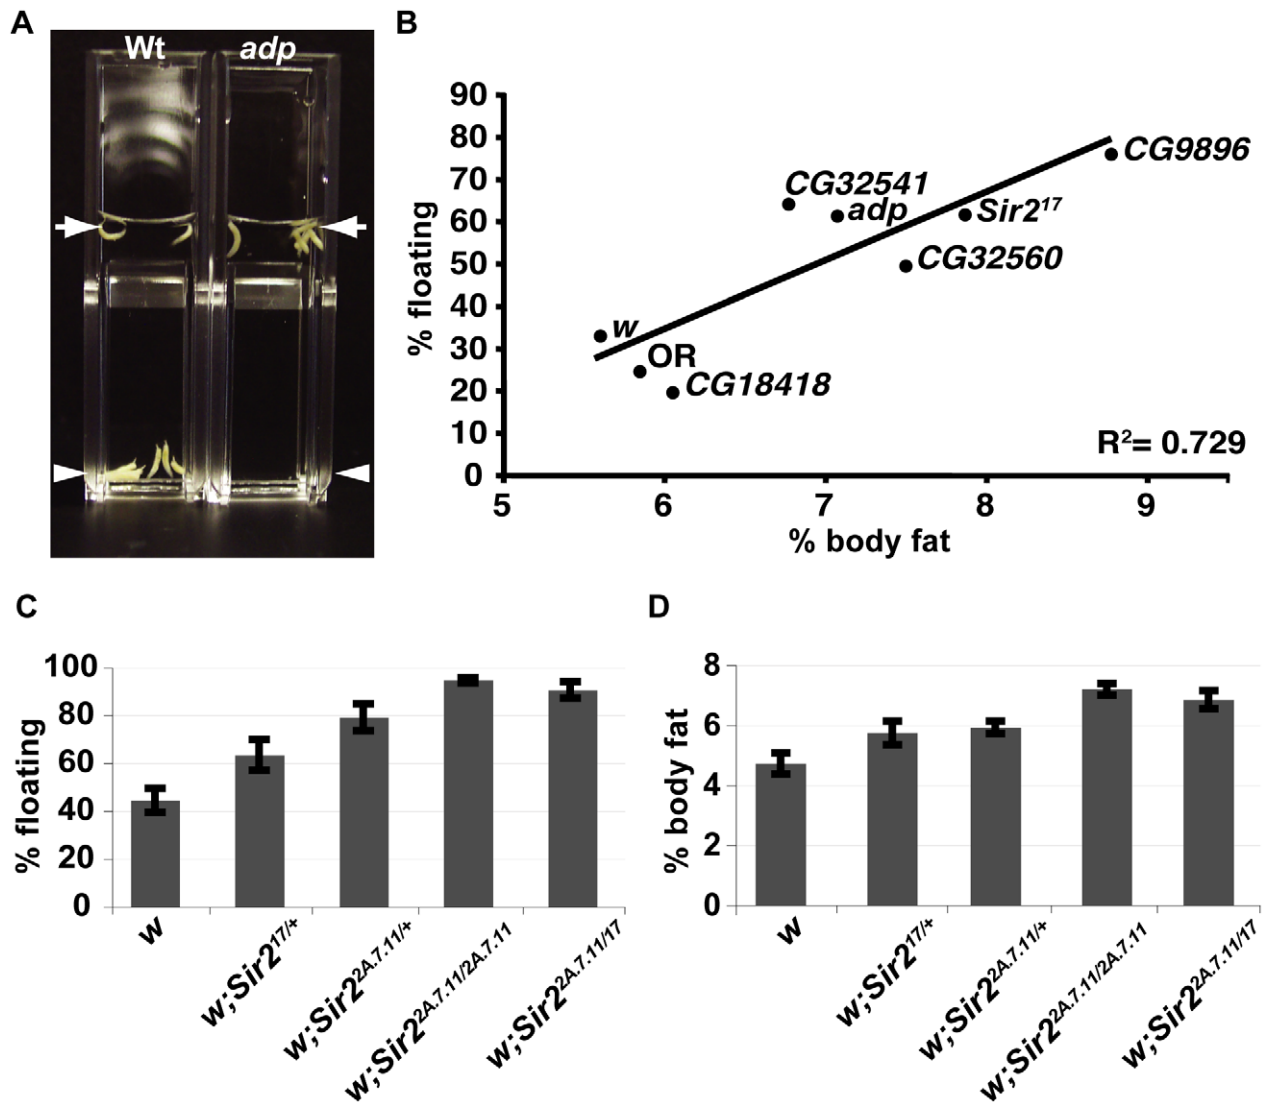 A
Wt adp
B
90
80
70
60
50
40
30
20
10
0
% floating
CG9896
CG32541
adp
Sir2¹⁷
CG32560
w
OR
CG18418
R²= 0.729
5 6 7 8 9
% body fat
C
100
80
60
40
20
0
% floating
w
w;Sir2¹⁷/⁺
w;Sir2²ᴬ·⁷·¹¹/⁺
w;Sir2²ᴬ·⁷·¹¹/²ᴬ·⁷·¹¹
w;Sir2²ᴬ·⁷·¹¹/¹⁷
D
8
6
4
2
0
% body fat
w
w;Sir2¹⁷/⁺
w;Sir2²ᴬ·⁷·¹¹/⁺
w;Sir2²ᴬ·⁷·¹¹/²ᴬ·⁷·¹¹
w;Sir2²ᴬ·⁷·¹¹/¹⁷